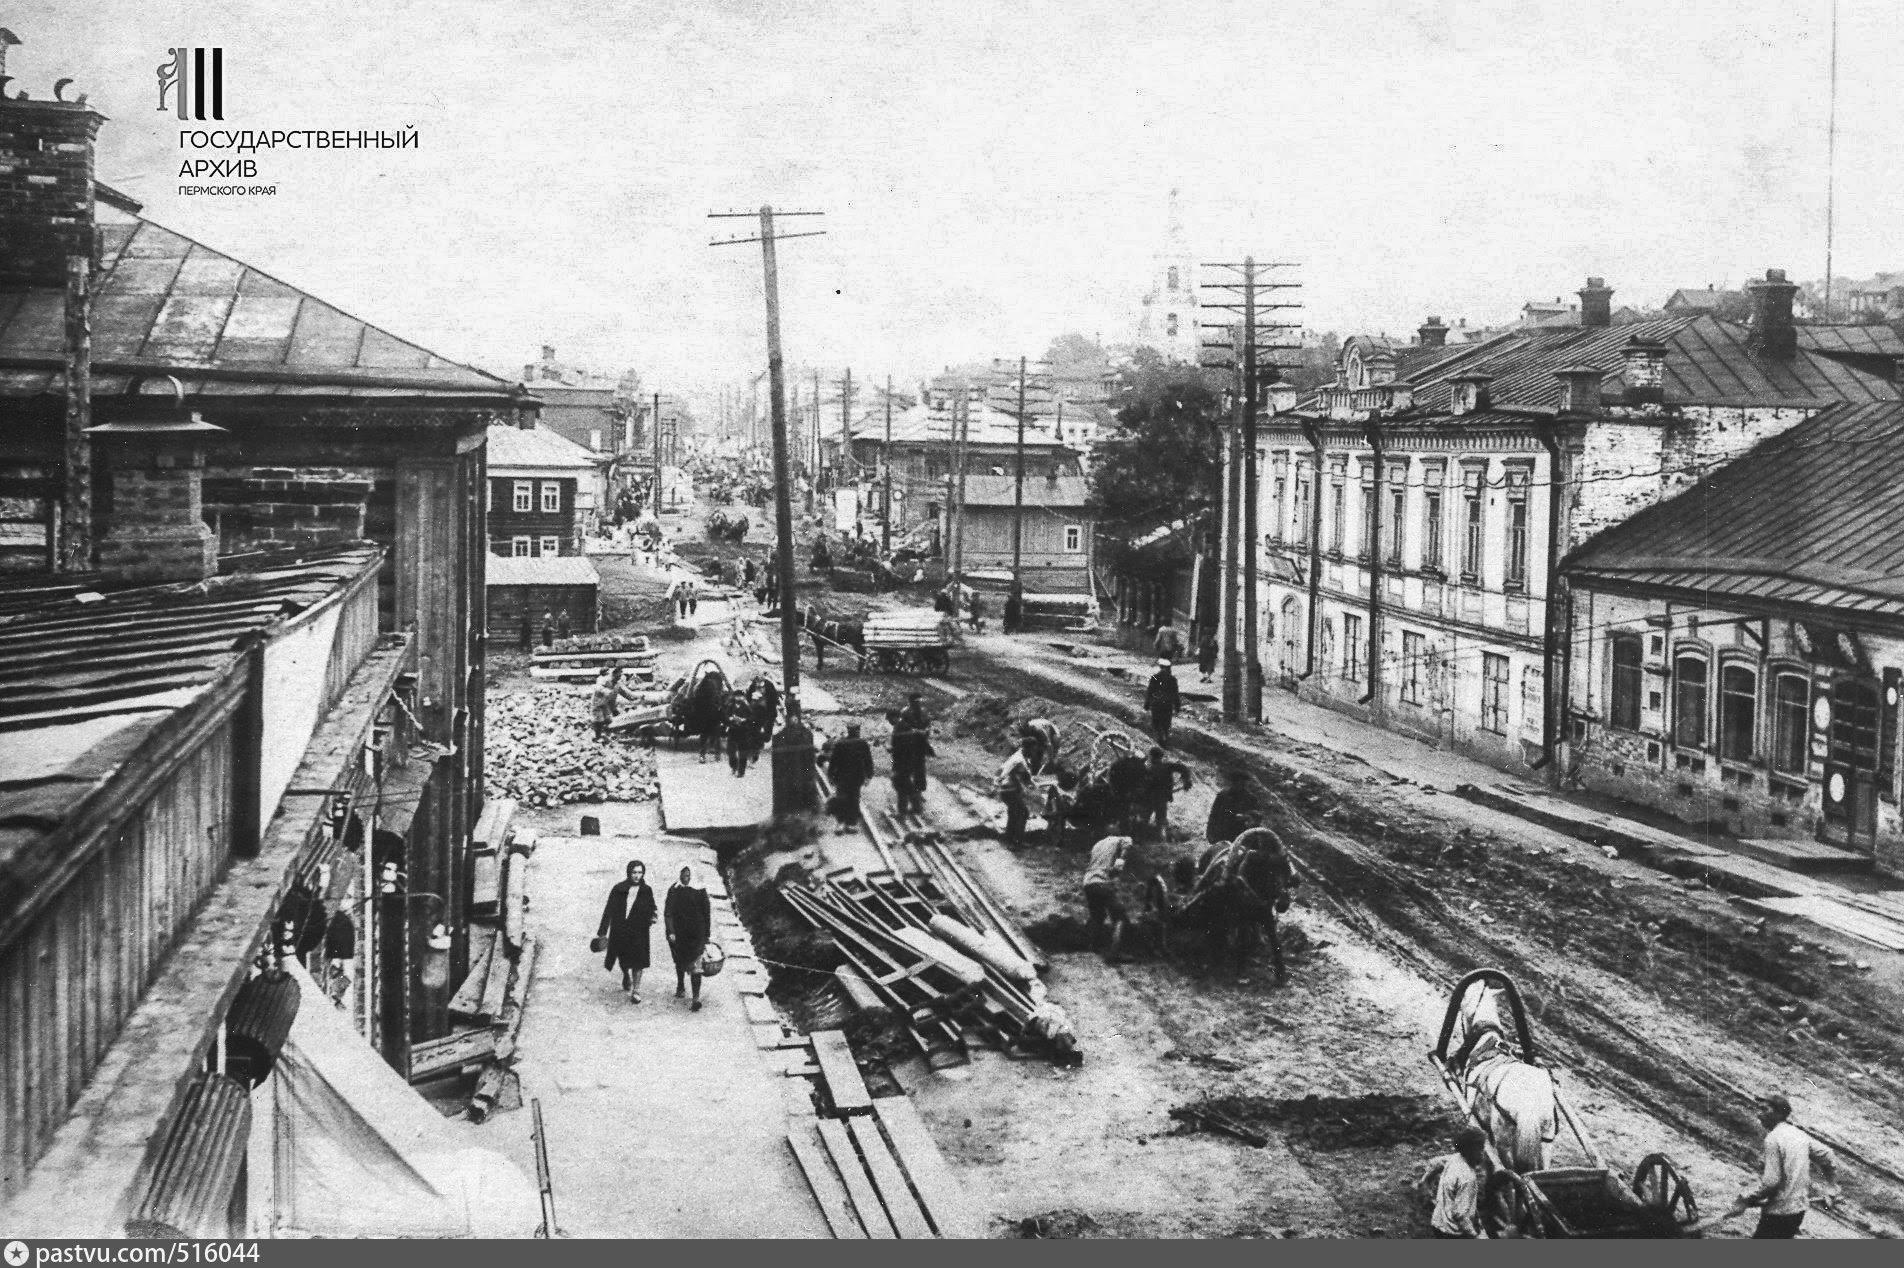 ГОСУДАРСТВЕННЫЙ
АРХИВ
ПЕРМСКОГО КРАЯ
pastvu.com/516044